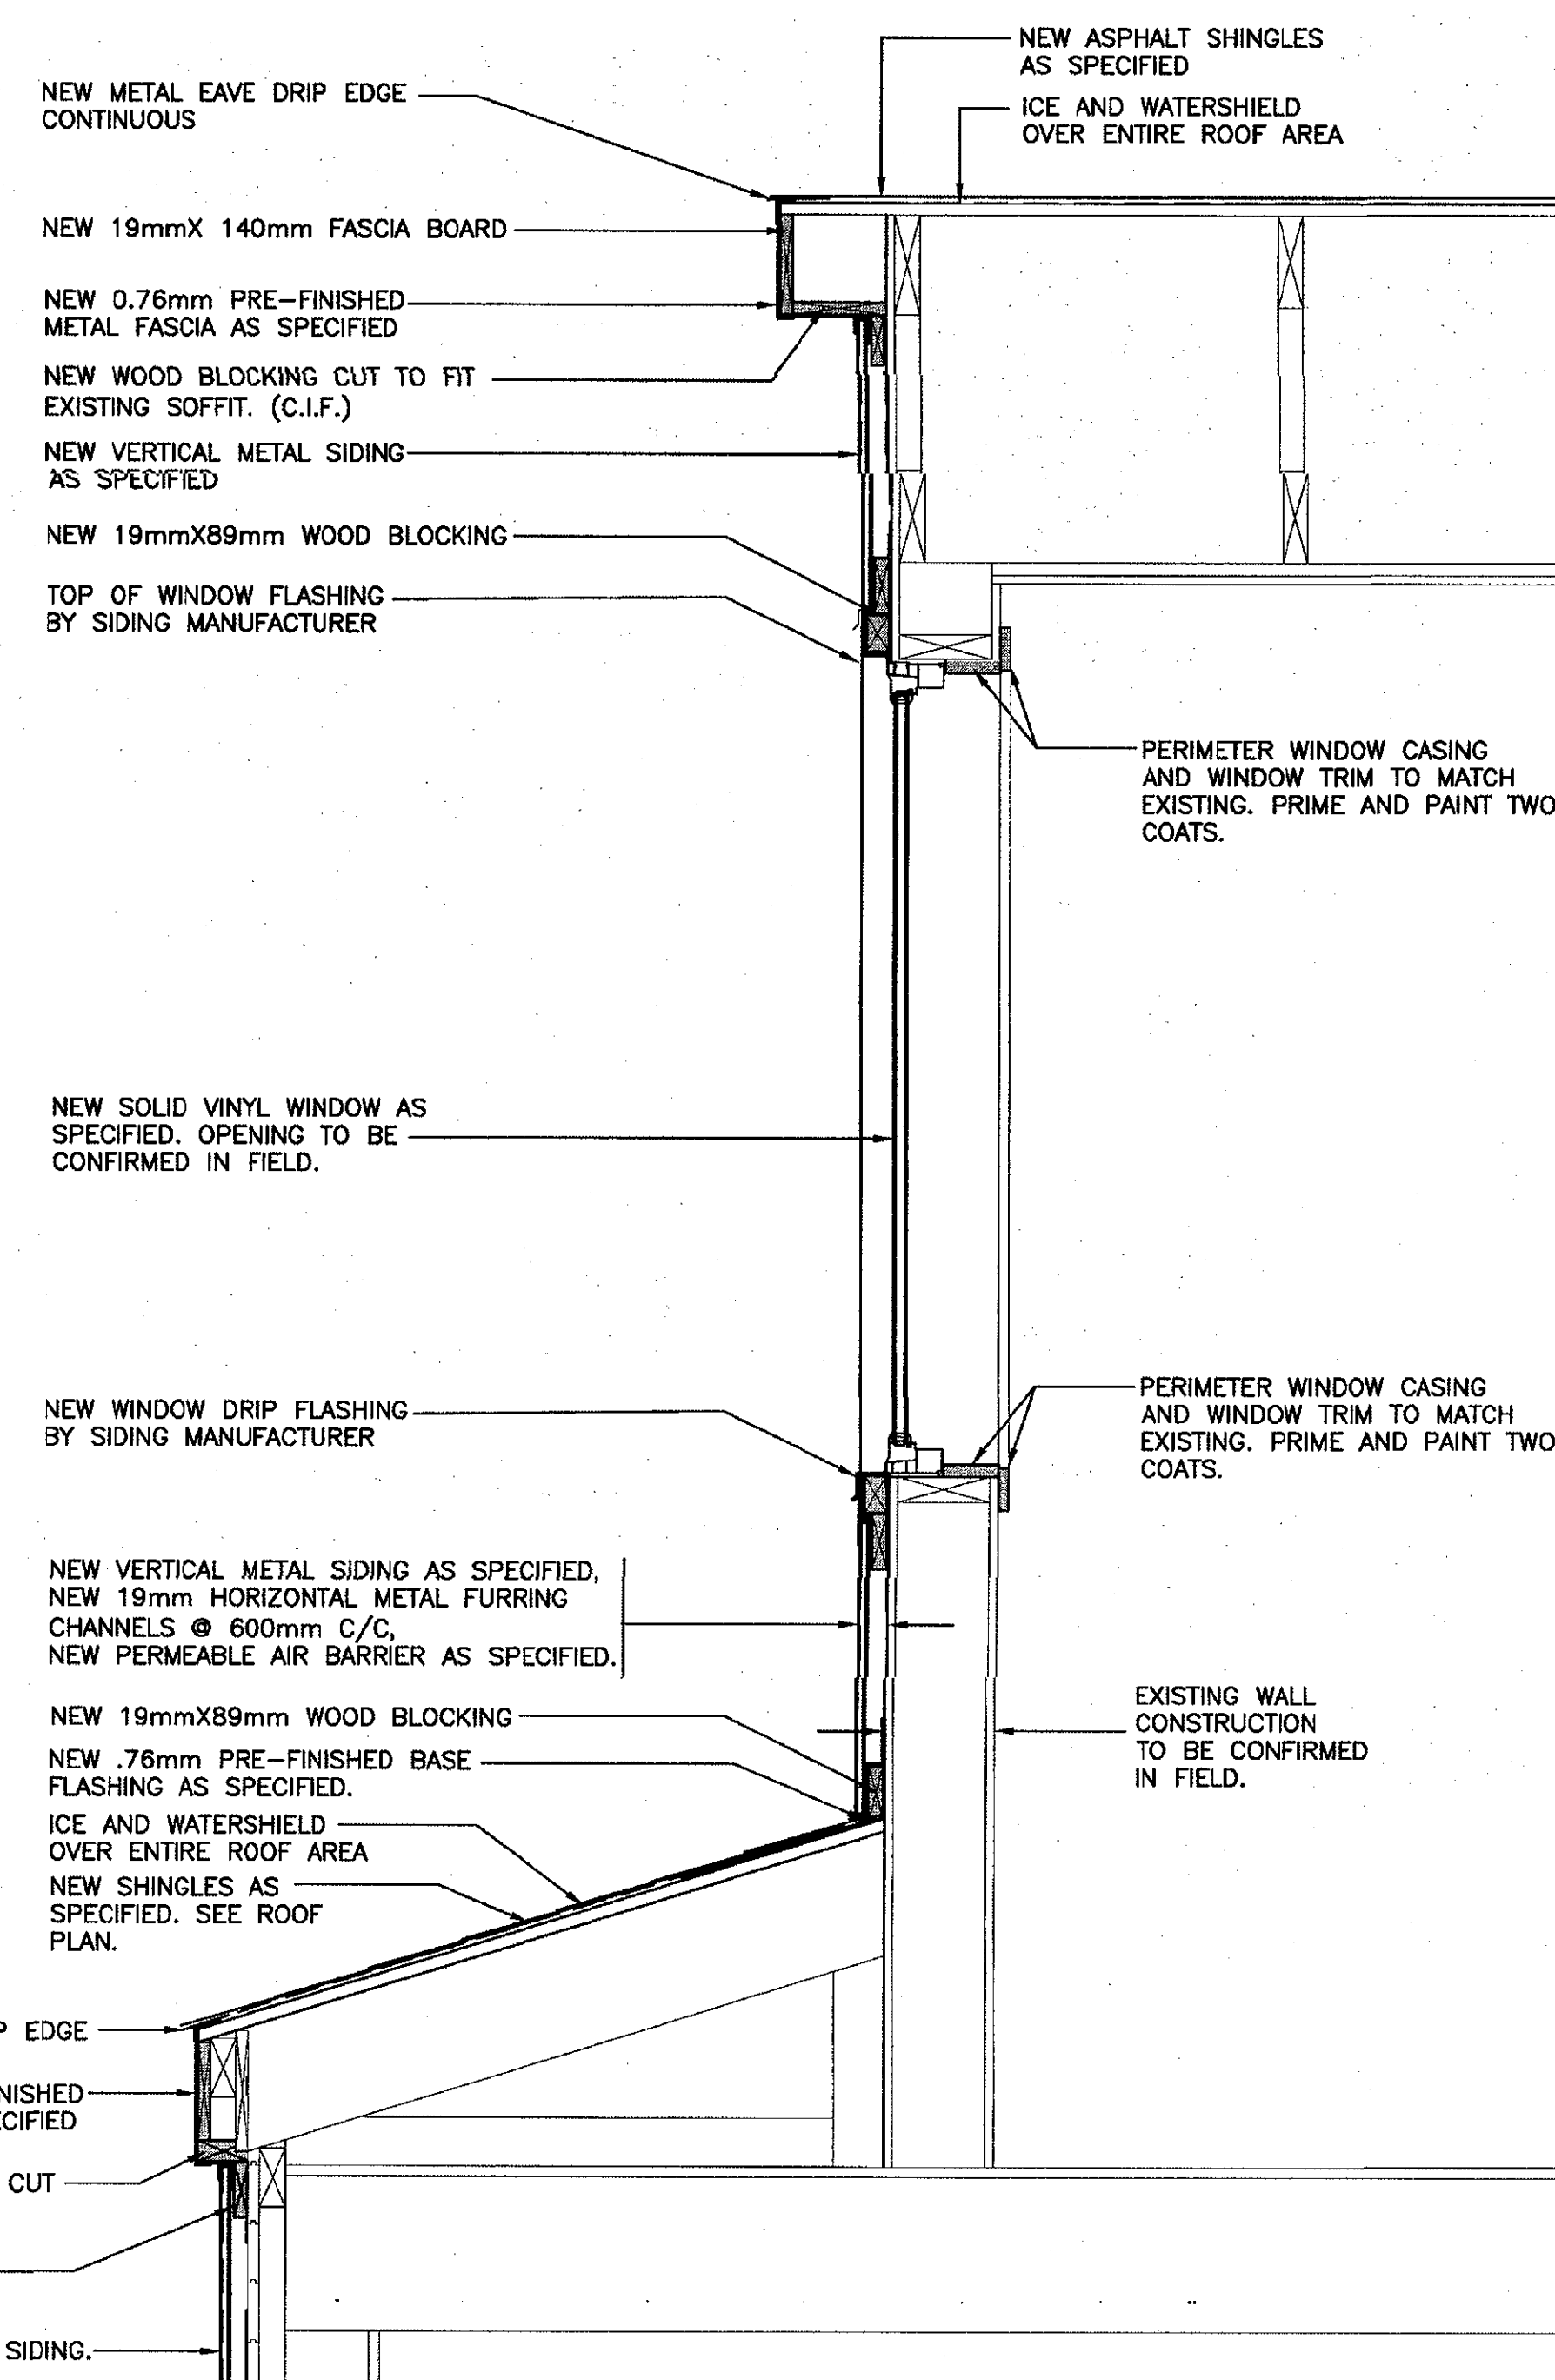 NEW ASPHALT SHINGLES
AS SPECIFIED
NEW METAL EAVE DRIP EDGE
CONTINUOUS
ICE AND WATERSHIELD
OVER ENTIRE ROOF AREA
NEW 19mmX 140mm FASCIA BOARD
NEW 0.76mm PRE-FINISHED
METAL FASCIA AS SPECIFIED
NEW WOOD BLOCKING CUT TO FIT
EXISTING SOFFIT. (C.I.F.)
NEW VERTICAL METAL SIDING
AS SPECIFIED
NEW 19mmX89mm WOOD BLOCKING
TOP OF WINDOW FLASHING
BY SIDING MANUFACTURER
PERIMETER WINDOW CASING
AND WINDOW TRIM TO MATCH
EXISTING. PRIME AND PAINT TWO
COATS.
NEW SOLID VINYL WINDOW AS
SPECIFIED. OPENING TO BE
CONFIRMED IN FIELD.
NEW WINDOW DRIP FLASHING
BY SIDING MANUFACTURER
PERIMETER WINDOW CASING
AND WINDOW TRIM TO MATCH
EXISTING. PRIME AND PAINT TWO
COATS.
NEW VERTICAL METAL SIDING AS SPECIFIED,
NEW 19mm HORIZONTAL METAL FURRING
CHANNELS @ 600mm C/C,
NEW PERMEABLE AIR BARRIER AS SPECIFIED.
NEW 19mmX89mm WOOD BLOCKING
EXISTING WALL
CONSTRUCTION
TO BE CONFIRMED
IN FIELD.
NEW .76mm PRE-FINISHED BASE
FLASHING AS SPECIFIED.
ICE AND WATERSHIELD
OVER ENTIRE ROOF AREA
NEW SHINGLES AS
SPECIFIED. SEE ROOF
PLAN.
P EDGE
NISHED
ECIFIED
CUT
SIDING.